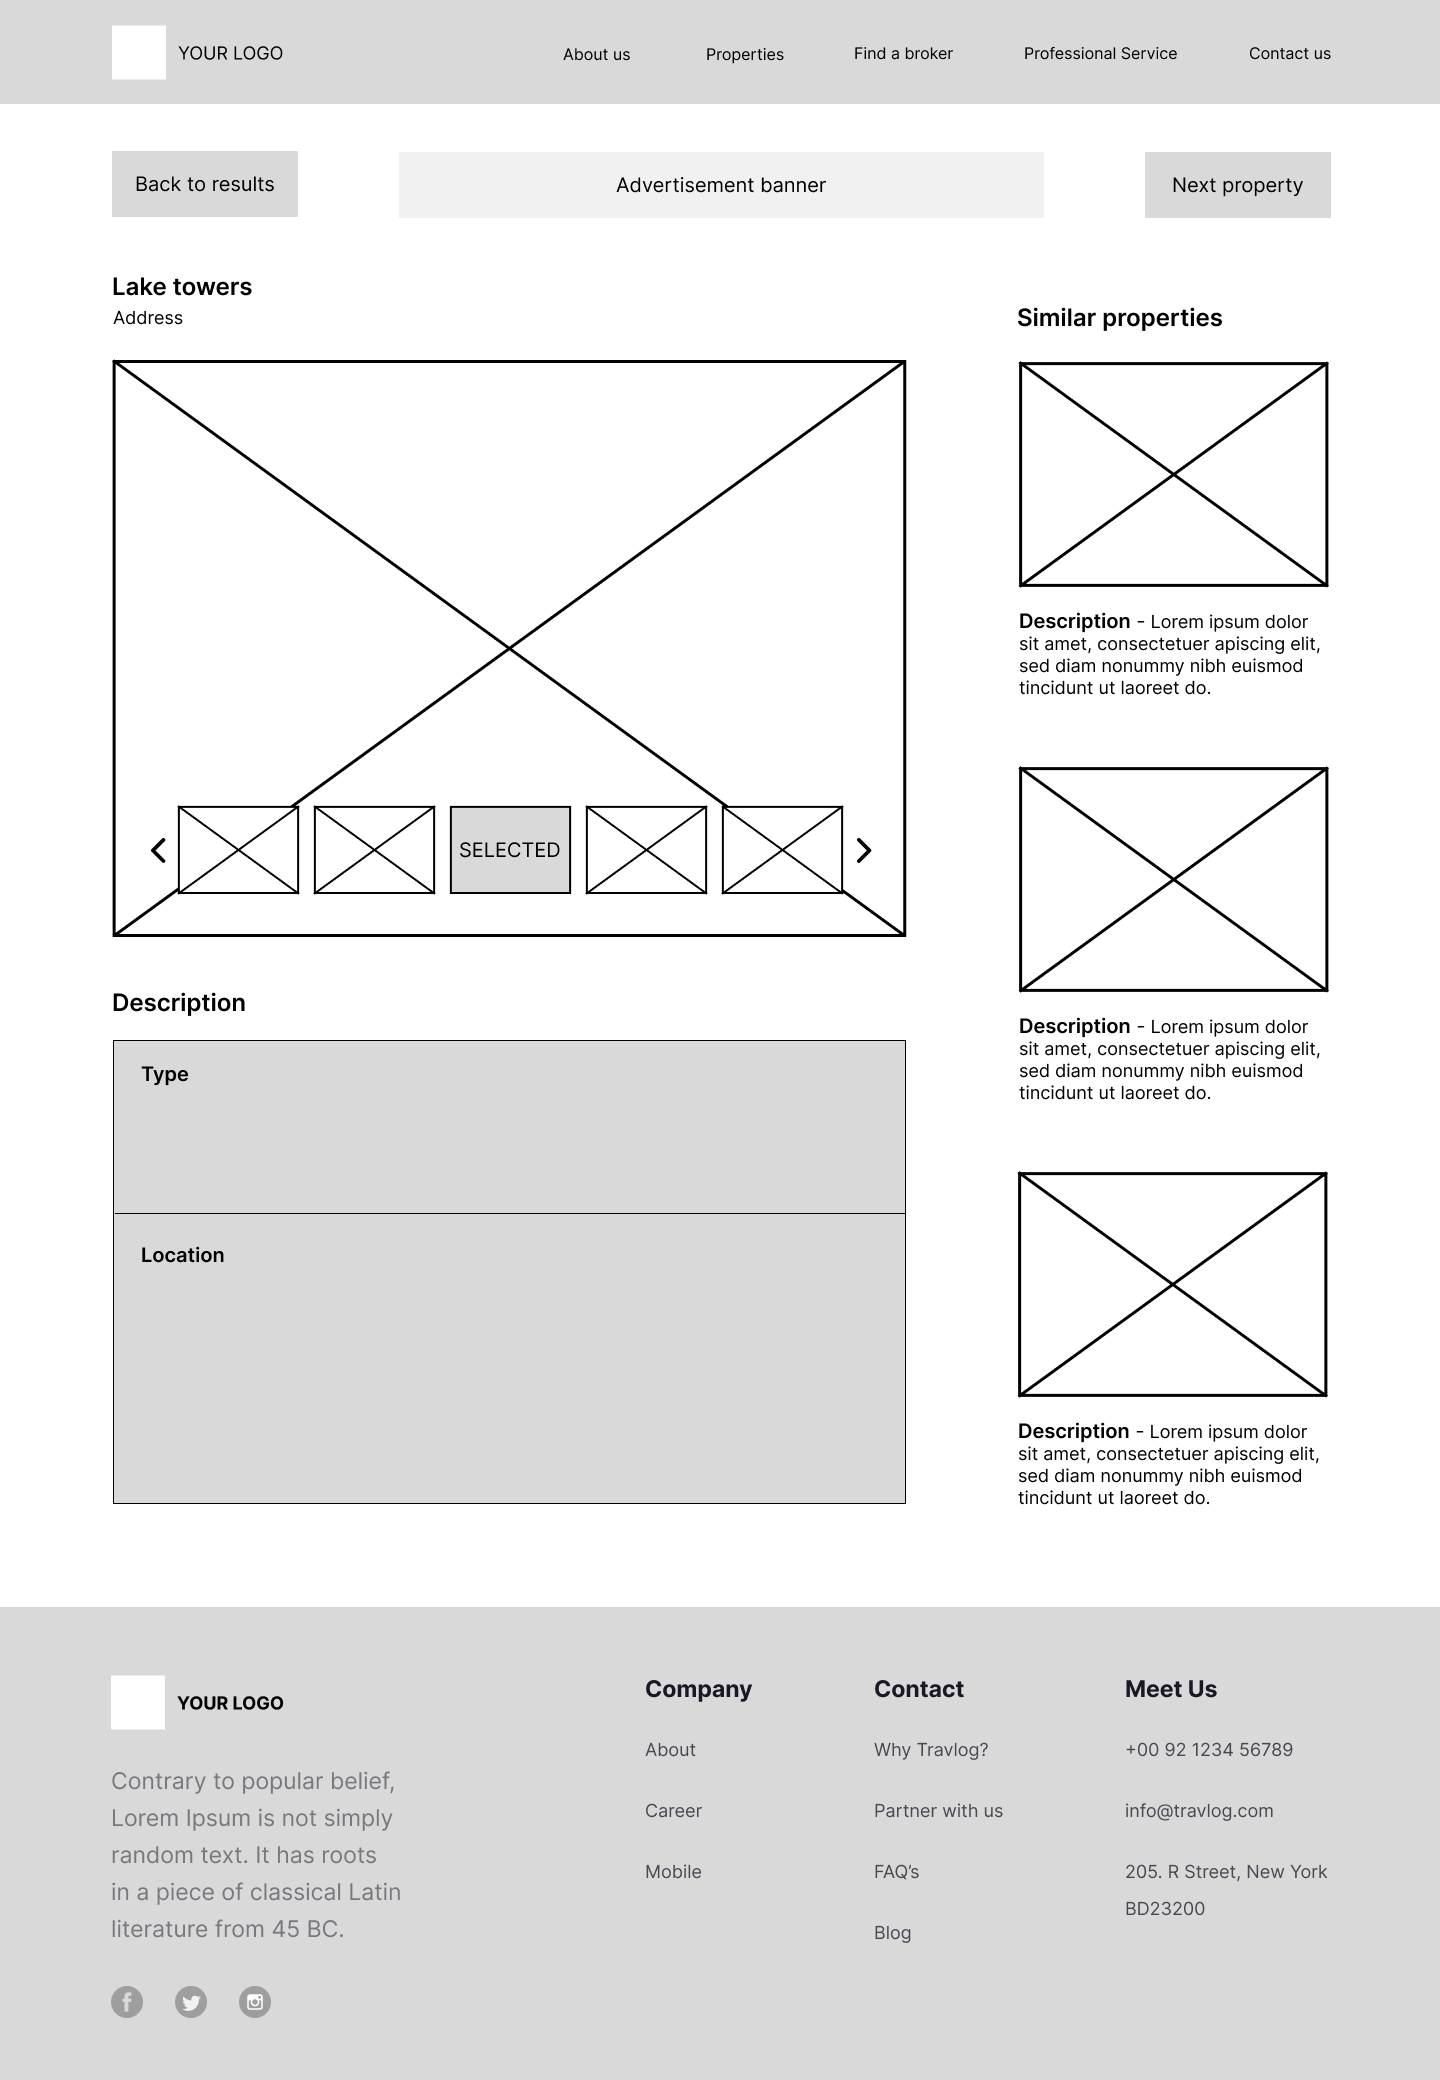 YOUR LOGO
About us
Properties
Find a broker
Professional Service
Contact us
Back to results
Advertisement banner
Next property
Lake towers
Address
SELECTED
Description
Type
Location
Similar properties
Description - Lorem ipsum dolor
sit amet, consectetuer apiscing elit,
sed diam nonummy nibh euismod
tincidunt ut laoreet do.
Description - Lorem ipsum dolor
sit amet, consectetuer apiscing elit,
sed diam nonummy nibh euismod
tincidunt ut laoreet do.
Description - Lorem ipsum dolor
sit amet, consectetuer apiscing elit,
sed diam nonummy nibh euismod
tincidunt ut laoreet do.
YOUR LOGO
Contrary to popular belief,
Lorem Ipsum is not simply
random text. It has roots
in a piece of classical Latin
literature from 45 BC.
Company
About
Career
Mobile
Contact
Why Travlog?
Partner with us
FAQ’s
Blog
Meet Us
+00 92 1234 56789
info@travlog.com
205. R Street, New York
BD23200